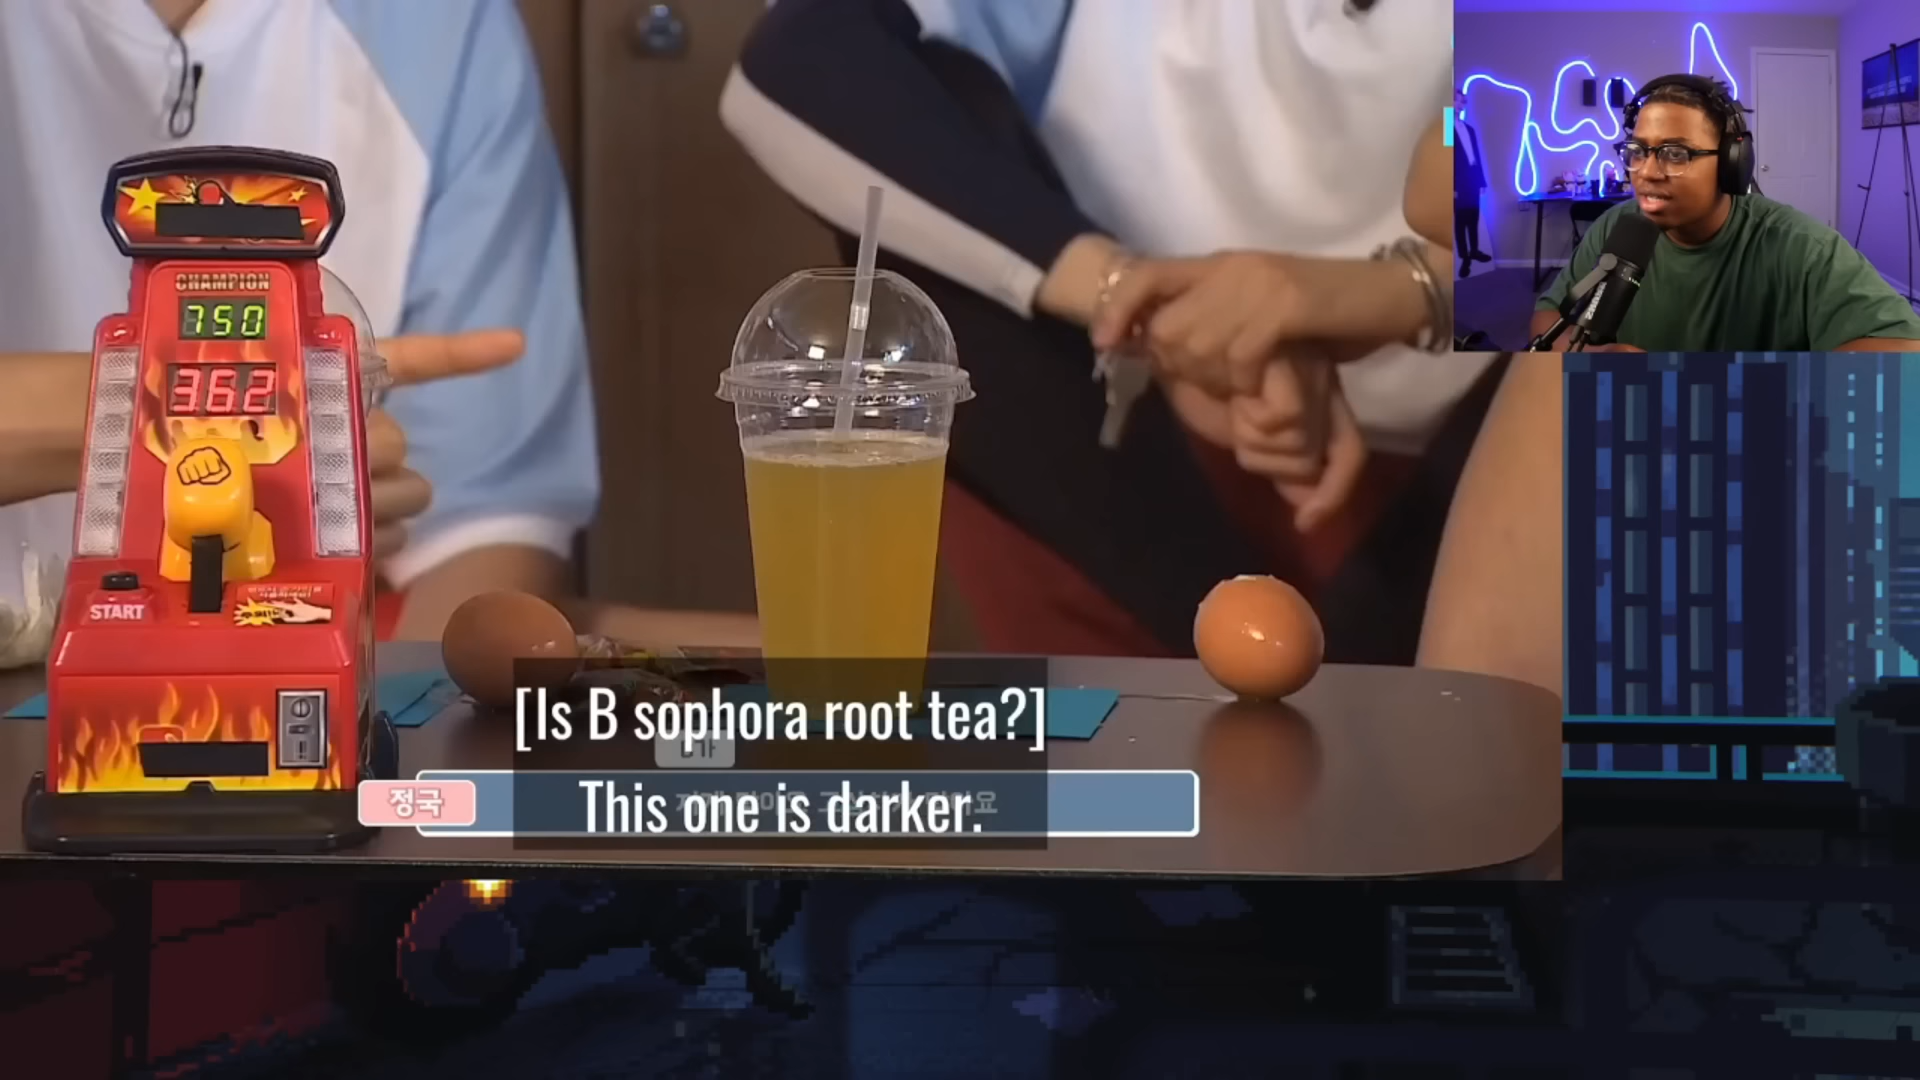 CHAMPION
750
362
START
[Is B sophora root tea?]
정국
This one is darker.